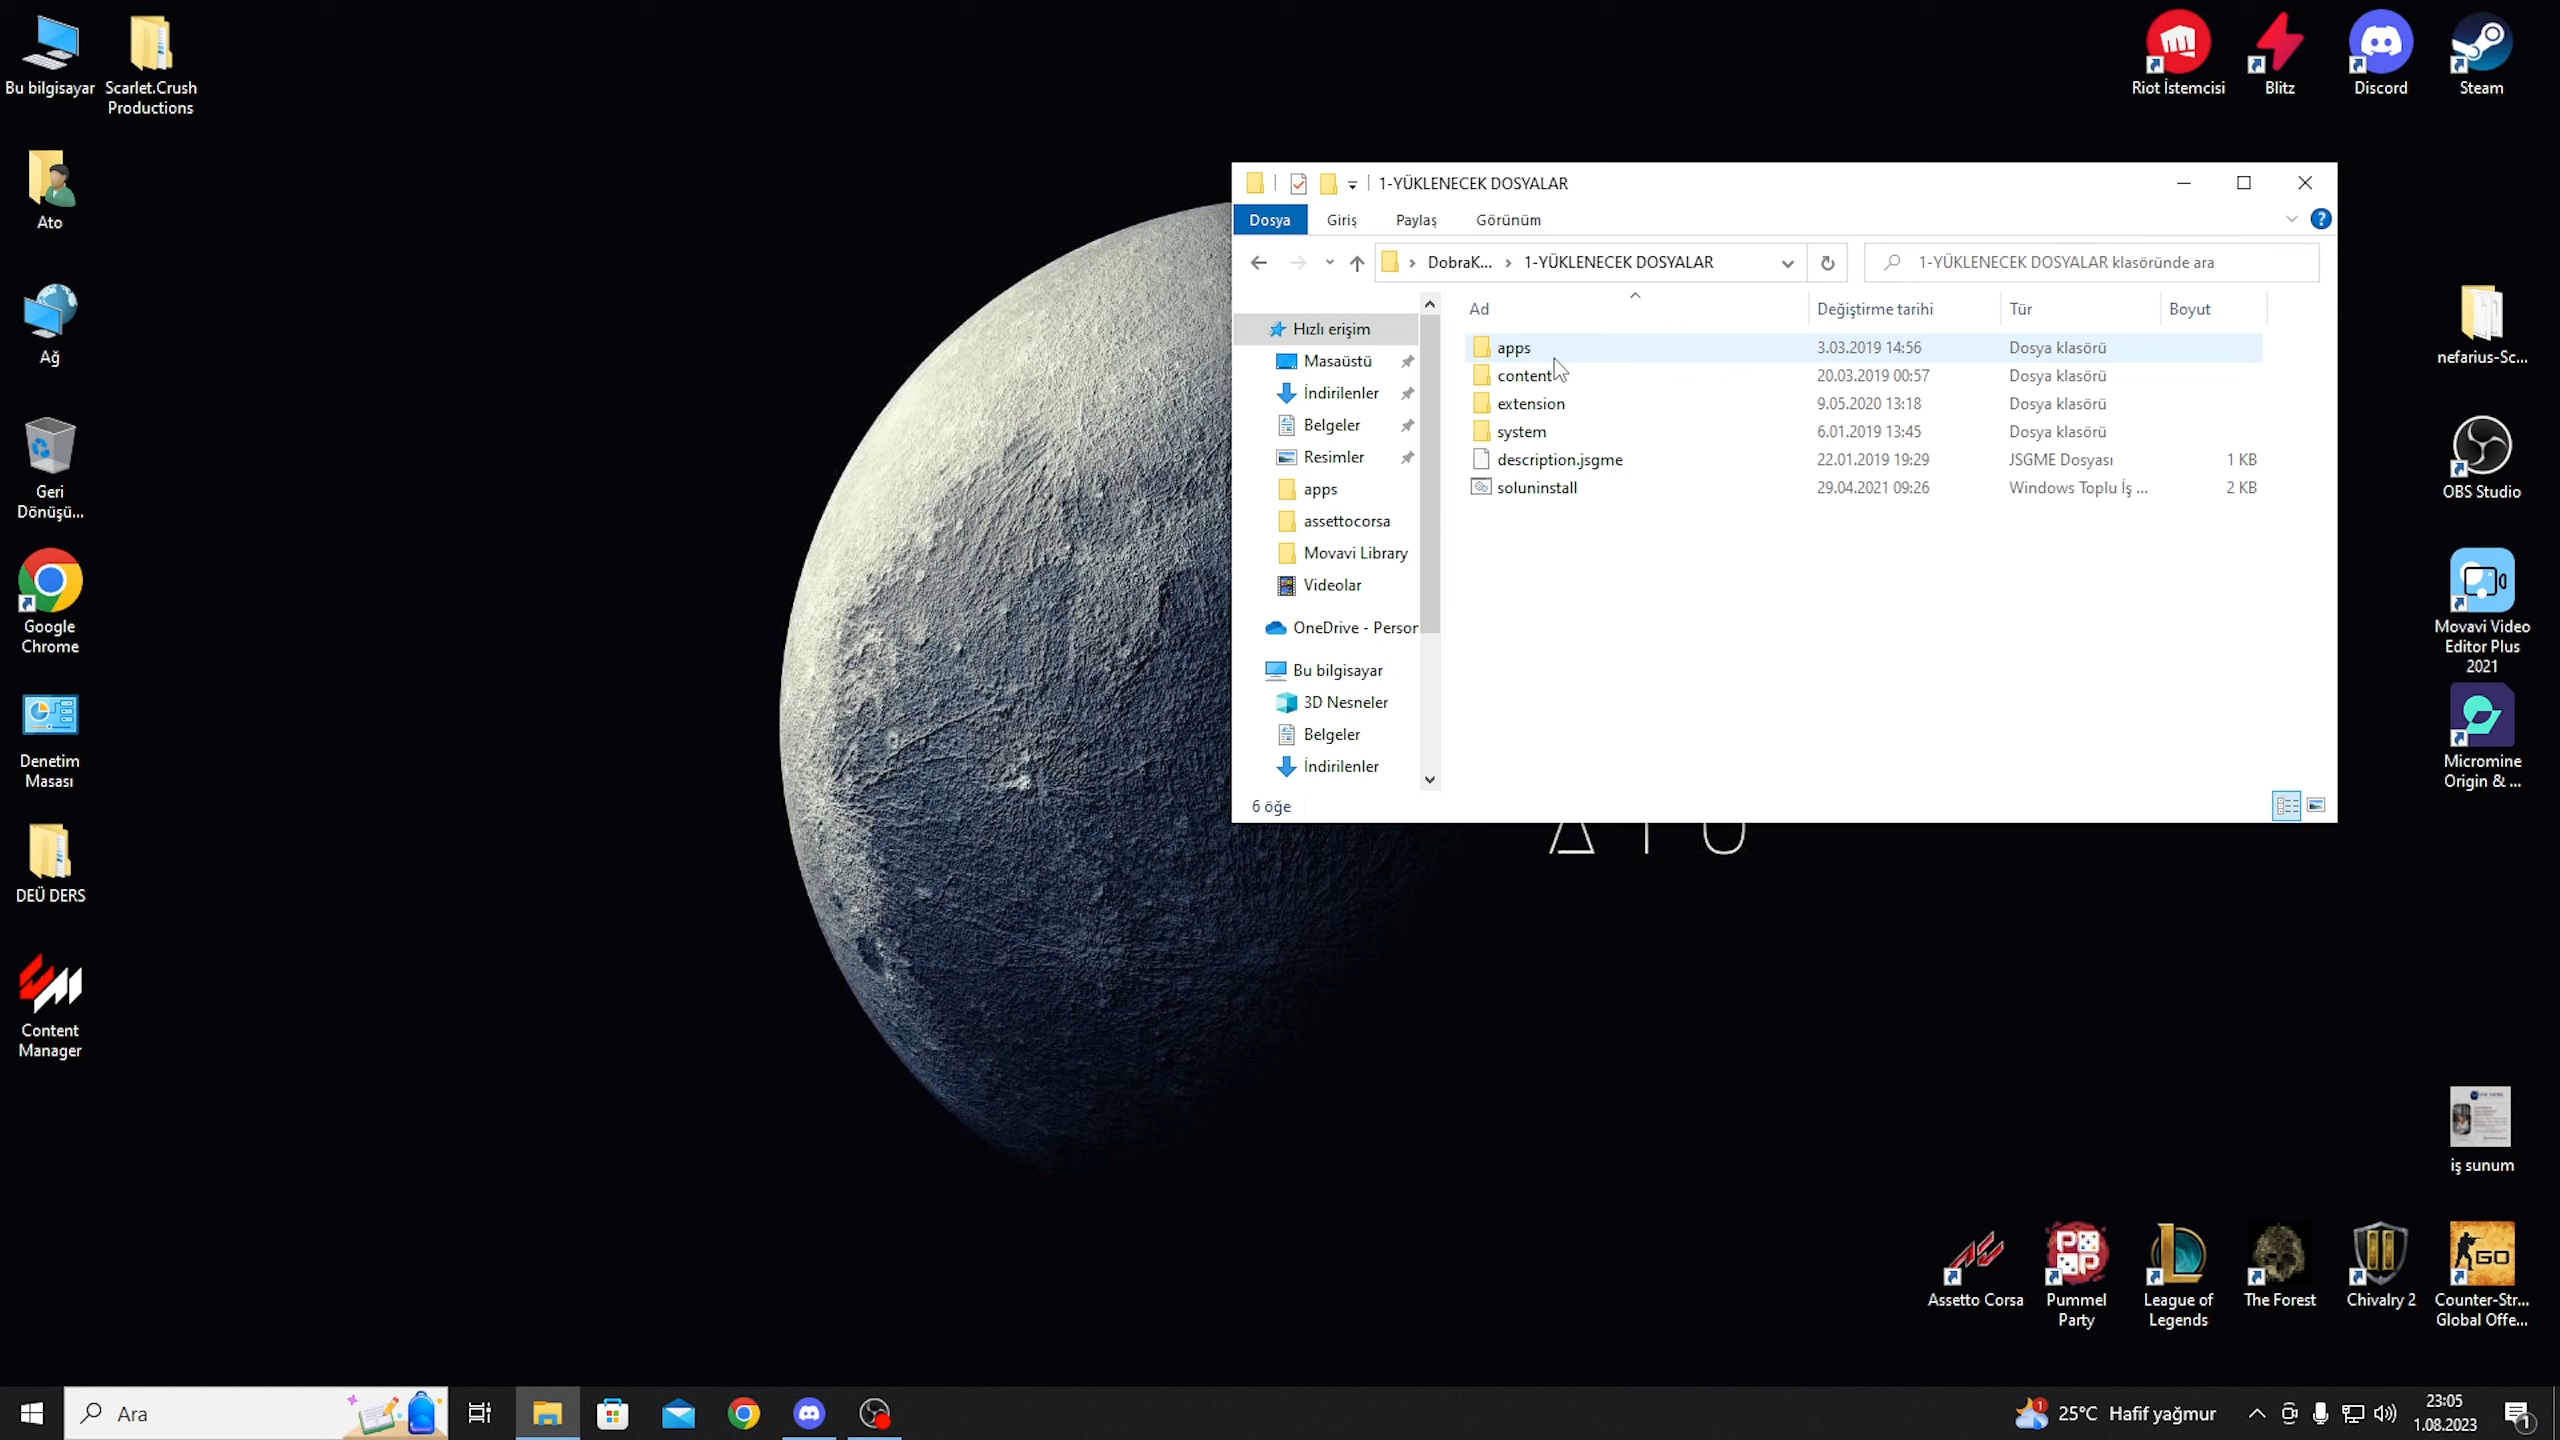 Bu bilgisayar
Scarlet.Crush
Productions
Ato
Ağ
Geri
Dönüşü...
Google
Chrome
Denetim
Masası
DEÜ DERS
Content
Manager
Riot İstemcisi
Blitz
Discord
Steam
nefarius-Sc...
OBS Studio
Movavi Video
Editor Plus
2021
Micromine
Origin & ...
iş sunum
Assetto Corsa
Pummel
Party
League of
Legends
The Forest
Chivalry 2
Counter-Str...
Global Offe...
1-YÜKLENECEK DOSYALAR
Dosya
Giriş
Paylaş
Görünüm
DobraK...
1-YÜKLENECEK DOSYALAR
1-YÜKLENECEK DOSYALAR klasöründe ara
Hızlı erişim
Masaüstü
İndirilenler
Belgeler
Resimler
apps
assettocorsa
Movavi Library
Videolar
OneDrive - Person
Bu bilgisayar
3D Nesneler
Belgeler
İndirilenler
Ad Değiştirme tarihi Tür Boyut
apps 3.03.2019 14:56 Dosya klasörü
content 20.03.2019 00:57 Dosya klasörü
extension 9.05.2020 13:18 Dosya klasörü
system 6.01.2019 13:45 Dosya klasörü
description.jsgme 22.01.2019 19:29 JSGME Dosyası 1 KB
soluninstall 29.04.2021 09:26 Windows Toplu İş ... 2 KB
6 öğe
Ara
25°C Hafif yağmur
23:05
1.08.2023